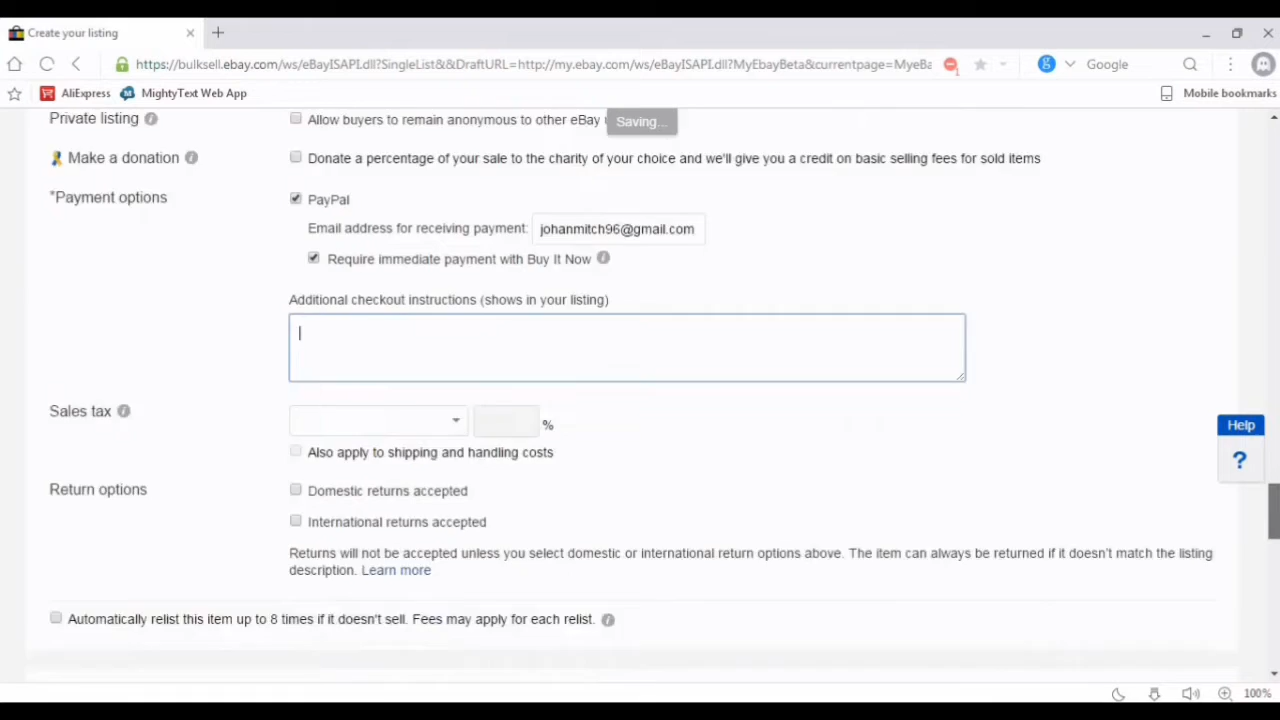 Create your listing
https://bulksell.ebay.com/ws/eBayISAPI.dll?SingleList&&DraftURL=http://my.ebay.com/ws/eBayISAPI.dll?MyEbayBeta&currentpage=MyeBa
Google
AliExpress MightyText Web App Mobile bookmarks
Private listing Allow buyers to remain anonymous to other eBay
Saving...
Make a donation Donate a percentage of your sale to the charity of your choice and we'll give you a credit on basic selling fees for sold items
*Payment options PayPal
Email address for receiving payment: johanmitch96@gmail.com
Require immediate payment with Buy It Now
Additional checkout instructions (shows in your listing)
Sales tax %
Also apply to shipping and handling costs
Help
?
Return options Domestic returns accepted
International returns accepted
Returns will not be accepted unless you select domestic or international return options above. The item can always be returned if it doesn't match the listing
description. Learn more
Automatically relist this item up to 8 times if it doesn't sell. Fees may apply for each relist.
100%